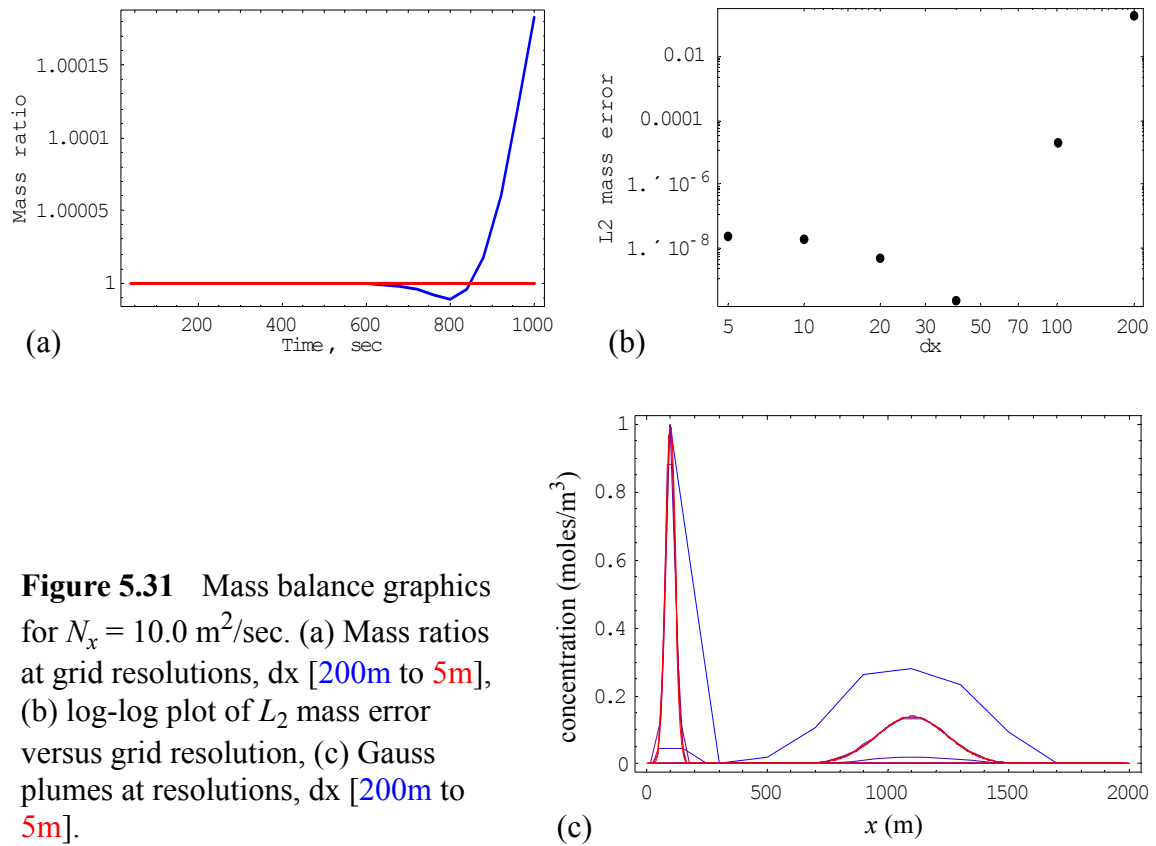 1.00015
1.0001
1.00005
1
Mass ratio
200 400 600 800 1000
Time, sec
(a)
0.01
0.0001
1.´10-6
1.´10-8
L2 mass error
5 10 20 30 50 70 100 200
dx
(b)
1
0.8
0.6
0.4
0.2
0
concentration (moles/m3)
0 500 1000 1500 2000
x (m)
(c)
Figure 5.31 Mass balance graphics
for Nx = 10.0 m2/sec. (a) Mass ratios
at grid resolutions, dx [200m to 5m],
(b) log-log plot of L2 mass error
versus grid resolution, (c) Gauss
plumes at resolutions, dx [200m to
5m].